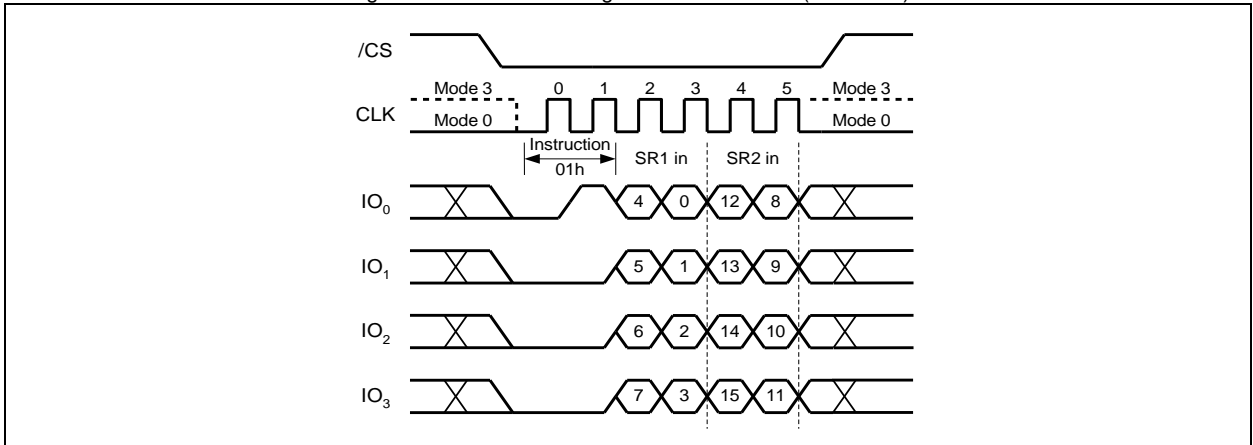 /CS
Mode 3 0 1 2 3 4 5 Mode 3
CLK
Mode 0 Mode 0
Instruction
01h
SR1 in SR2 in
IO0 4 0 12 8
IO1 5 1 13 9
IO2 6 2 14 10
IO3 7 3 15 11